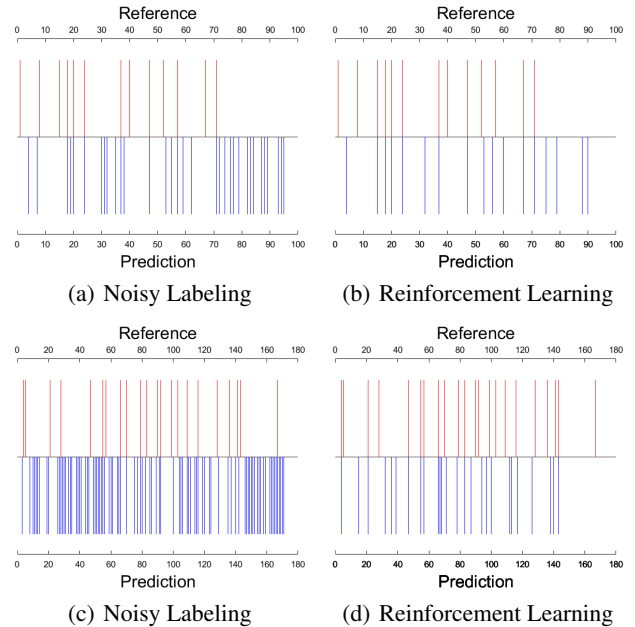 Reference Reference
0 10 20 30 40 50 60 70 80 90 100 0 10 20 30 40 50 60 70 80 90 100
0 10 20 30 40 50 60 70 80 90 100 0 10 20 30 40 50 60 70 80 90 100
Prediction Prediction
(a) Noisy Labeling (b) Reinforcement Learning
Reference Reference
0 20 40 60 80 100 120 140 160 180 0 20 40 60 80 100 120 140 160 180
0 20 40 60 80 100 120 140 160 180 0 20 40 60 80 100 120 140 160 180
Prediction Prediction
(c) Noisy Labeling (d) Reinforcement Learning